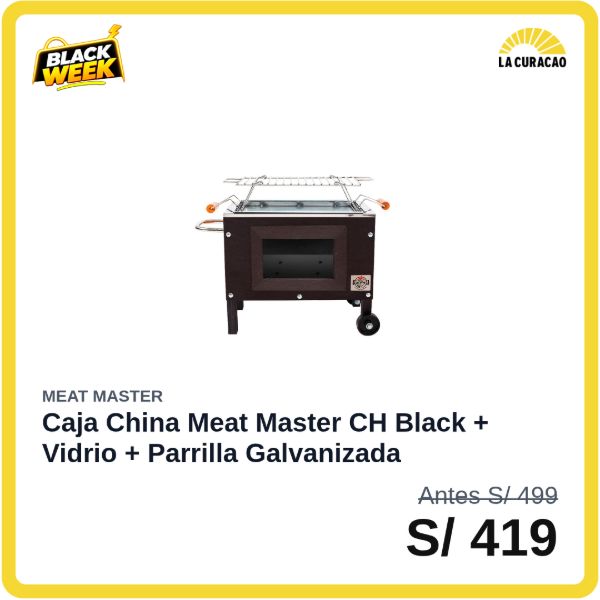 BLACK
WEEK
LA CURACAO
MEAT MASTER
Caja China Meat Master CH Black +
Vidrio + Parrilla Galvanizada
Antes S/ 499
S/ 419